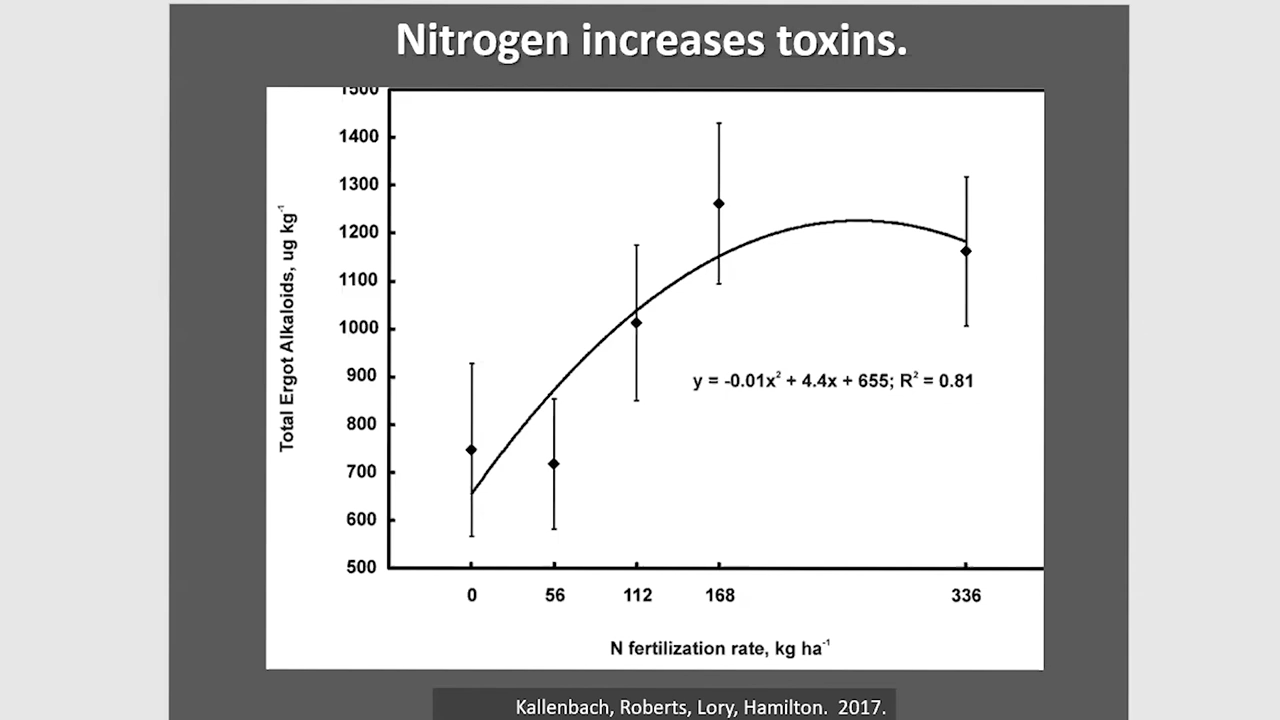 Nitrogen increases toxins.
1500
1400
1300
1200
1100
1000
900
800
700
600
500
Total Ergot Alkaloids, ug kg⁻¹
y = -0.01x² + 4.4x + 655; R² = 0.81
0 56 112 168 336
N fertilization rate, kg ha⁻¹
Kallenbach, Roberts, Lory, Hamilton. 2017.